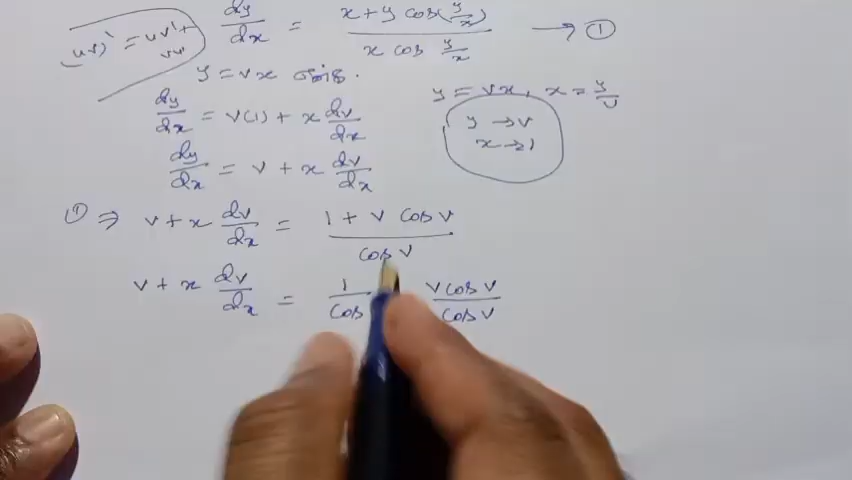 (uv)' = uv' + vu'
dy/dx = (x + y cos(y/x)) / (x cos y/x) → ①
y = vx
y = vx, x = y/v
dy/dx = v(1) + x dv/dx
y → v
x → 1
dy/dx = v + x dv/dx
① ⇒ v + x dv/dx = (1 + v cos v) / cos v
v + x dv/dx = 1/cos v cos v/cos v